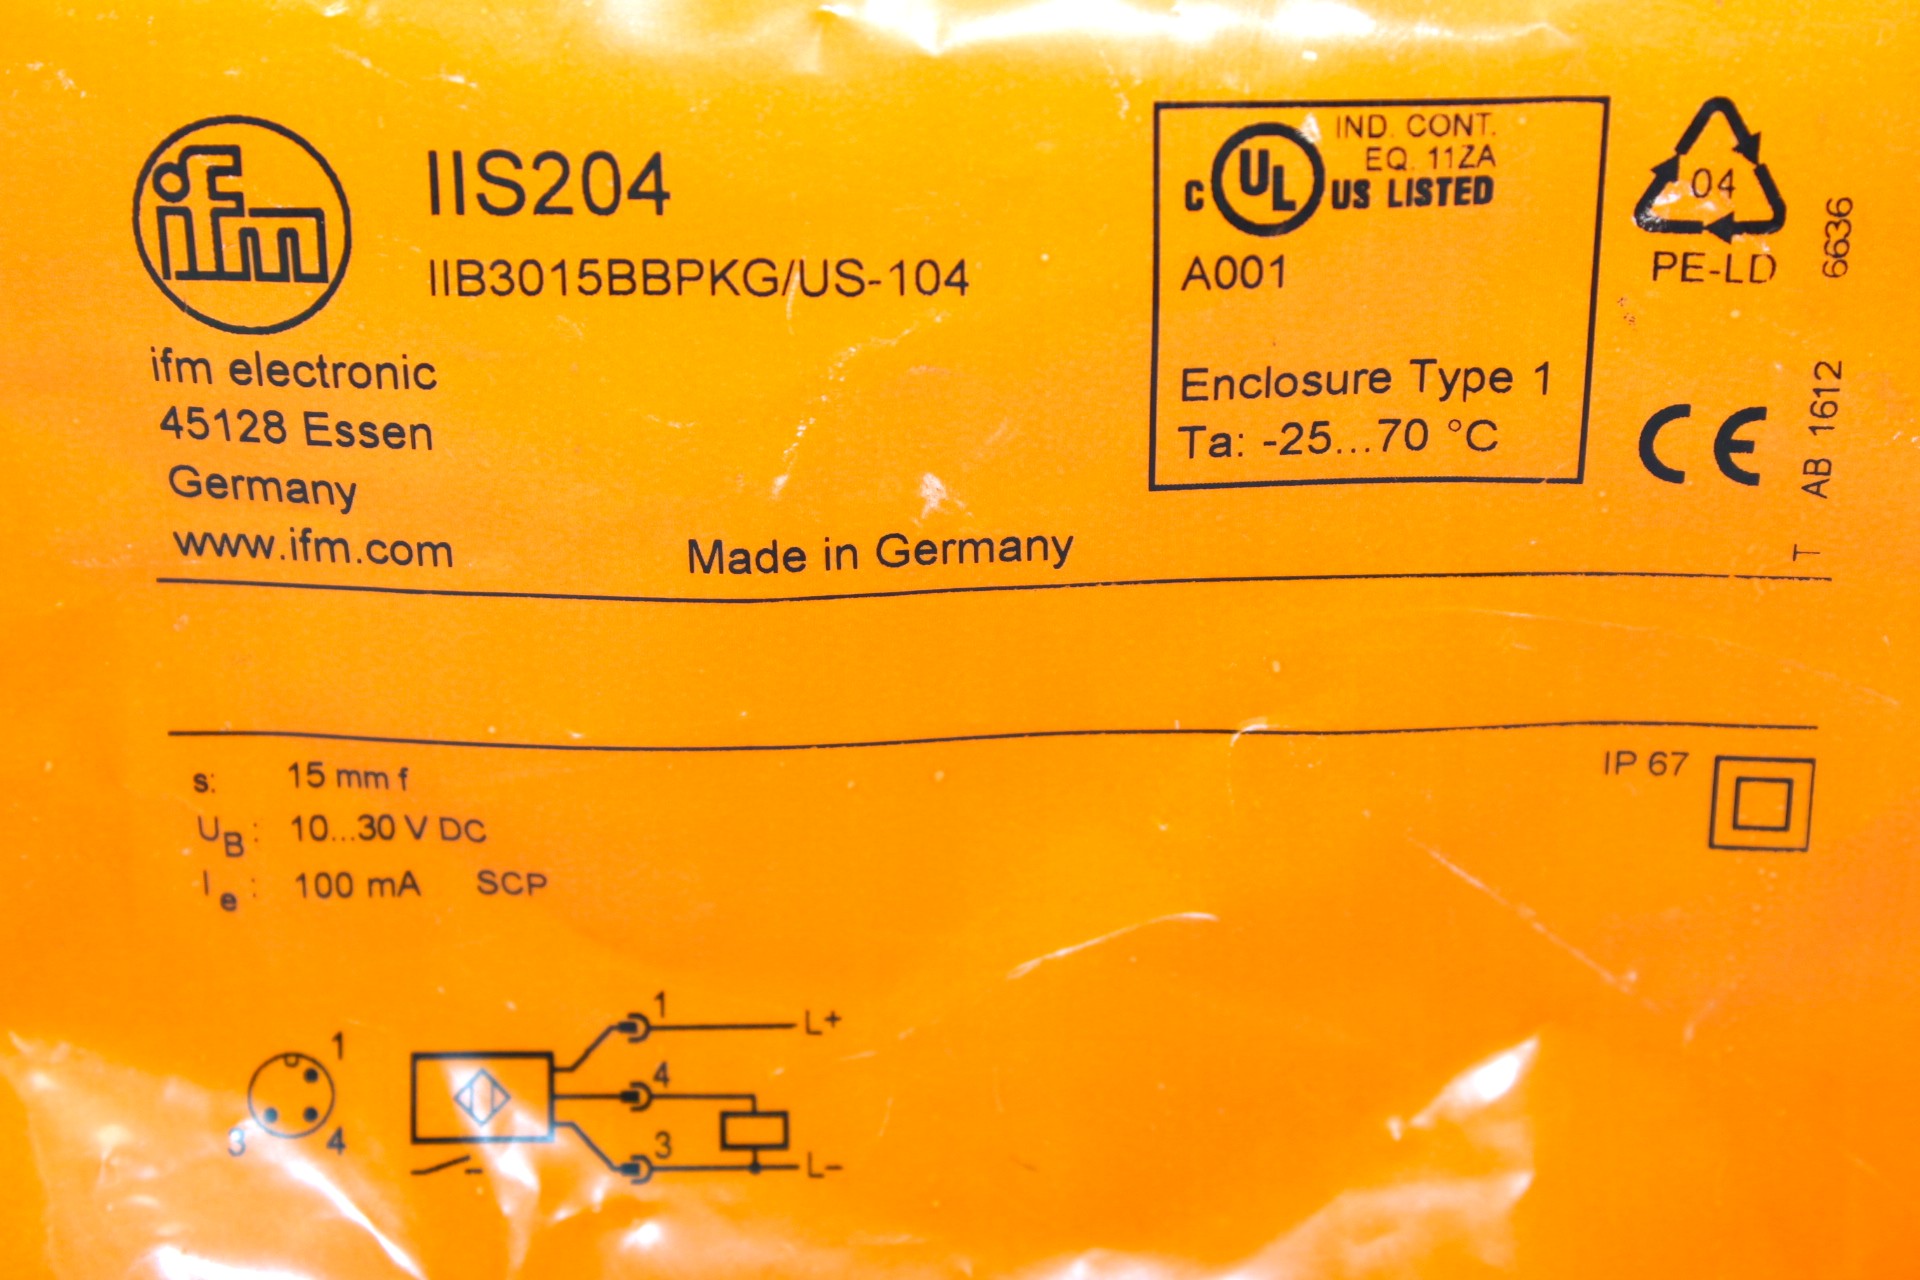 ifm
IIS204
IIB3015BBPKG/US-104
ifm electronic
45128 Essen
Germany
www.ifm.com
Made in Germany
IND. CONT.
EQ. 11ZA
C UL US LISTED
A001
Enclosure Type 1
Ta: -25...70 °C
04
PE-LD
CE
T AB 1612 6636
s: 15 mm f
UB: 10...30 V DC
Ie: 100 mA SCP
IP 67
1
3 4
1 L+
4
3 L-